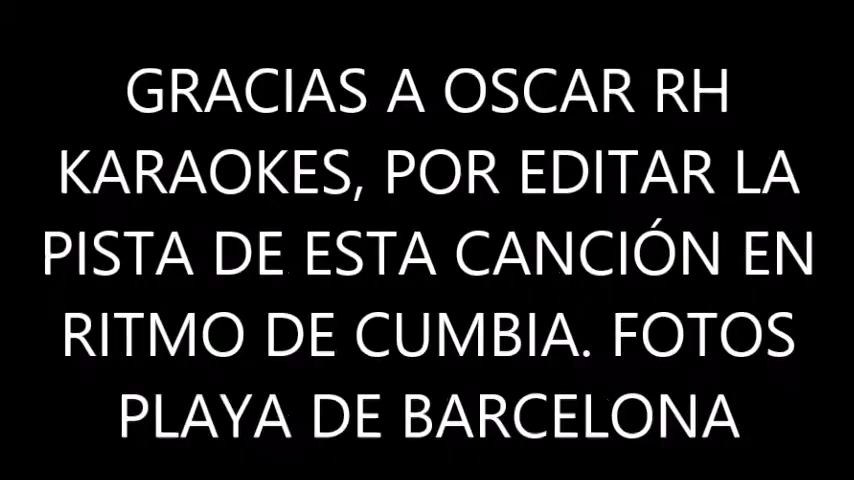 GRACIAS A OSCAR RH
KARAOKES, POR EDITAR LA
PISTA DE ESTA CANCIÓN EN
RITMO DE CUMBIA. FOTOS
PLAYA DE BARCELONA